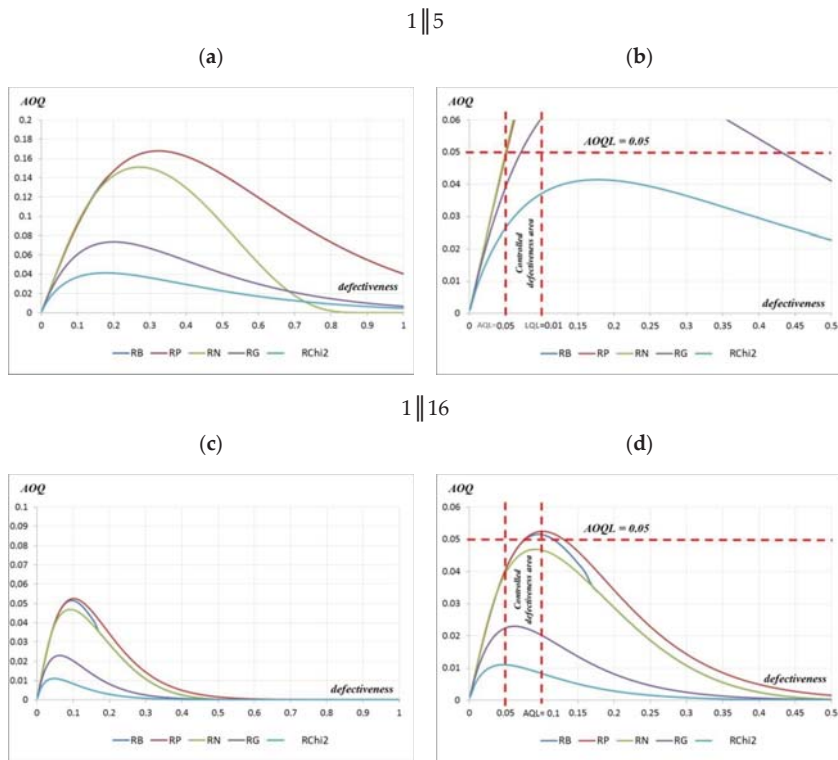 1‖5
(a)
(b)
AOQ
0.2
0.18
0.16
0.14
0.12
0.1
0.08
0.06
0.04
0.02
0
defectiveness
0 0.1 0.2 0.3 0.4 0.5 0.6 0.7 0.8 0.9 1
RB RP RN RG RChi2
AOQ
0.06
0.05
0.04
0.03
0.02
0.01
0
AOQL = 0.05
Controlled
defectiveness area
defectiveness
0 AQL=0.05 LQL=0.01 0.15 0.2 0.25 0.3 0.35 0.4 0.45 0.5
RB RP RN RG RChi2
1‖16
(c)
(d)
AOQ
0.1
0.09
0.08
0.07
0.06
0.05
0.04
0.03
0.02
0.01
0
defectiveness
0 0.1 0.2 0.3 0.4 0.5 0.6 0.7 0.8 0.9 1
RB RP RN RG RChi2
AOQ
0.06
0.05
0.04
0.03
0.02
0.01
0
AOQL = 0.05
Controlled
defectiveness area
defectiveness
0 0.05 AQL= 0.1 0.15 0.2 0.25 0.3 0.35 0.4 0.45 0.5
RB RP RN RG RChi2